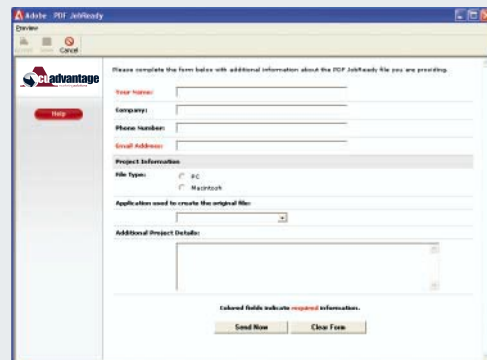 Adobe PDF JobReady
Preview
Cancel
advantage
Please complete the form below with additional information about the PDF JobReady file you are providing.
Help
Your Name:
Company:
Phone Number:
Email Address:
Project Information
File Type:
PC
Macintosh
Application used to create the original file:
Additional Project Details:
Colored fields indicate required information.
Send Now Clear Form